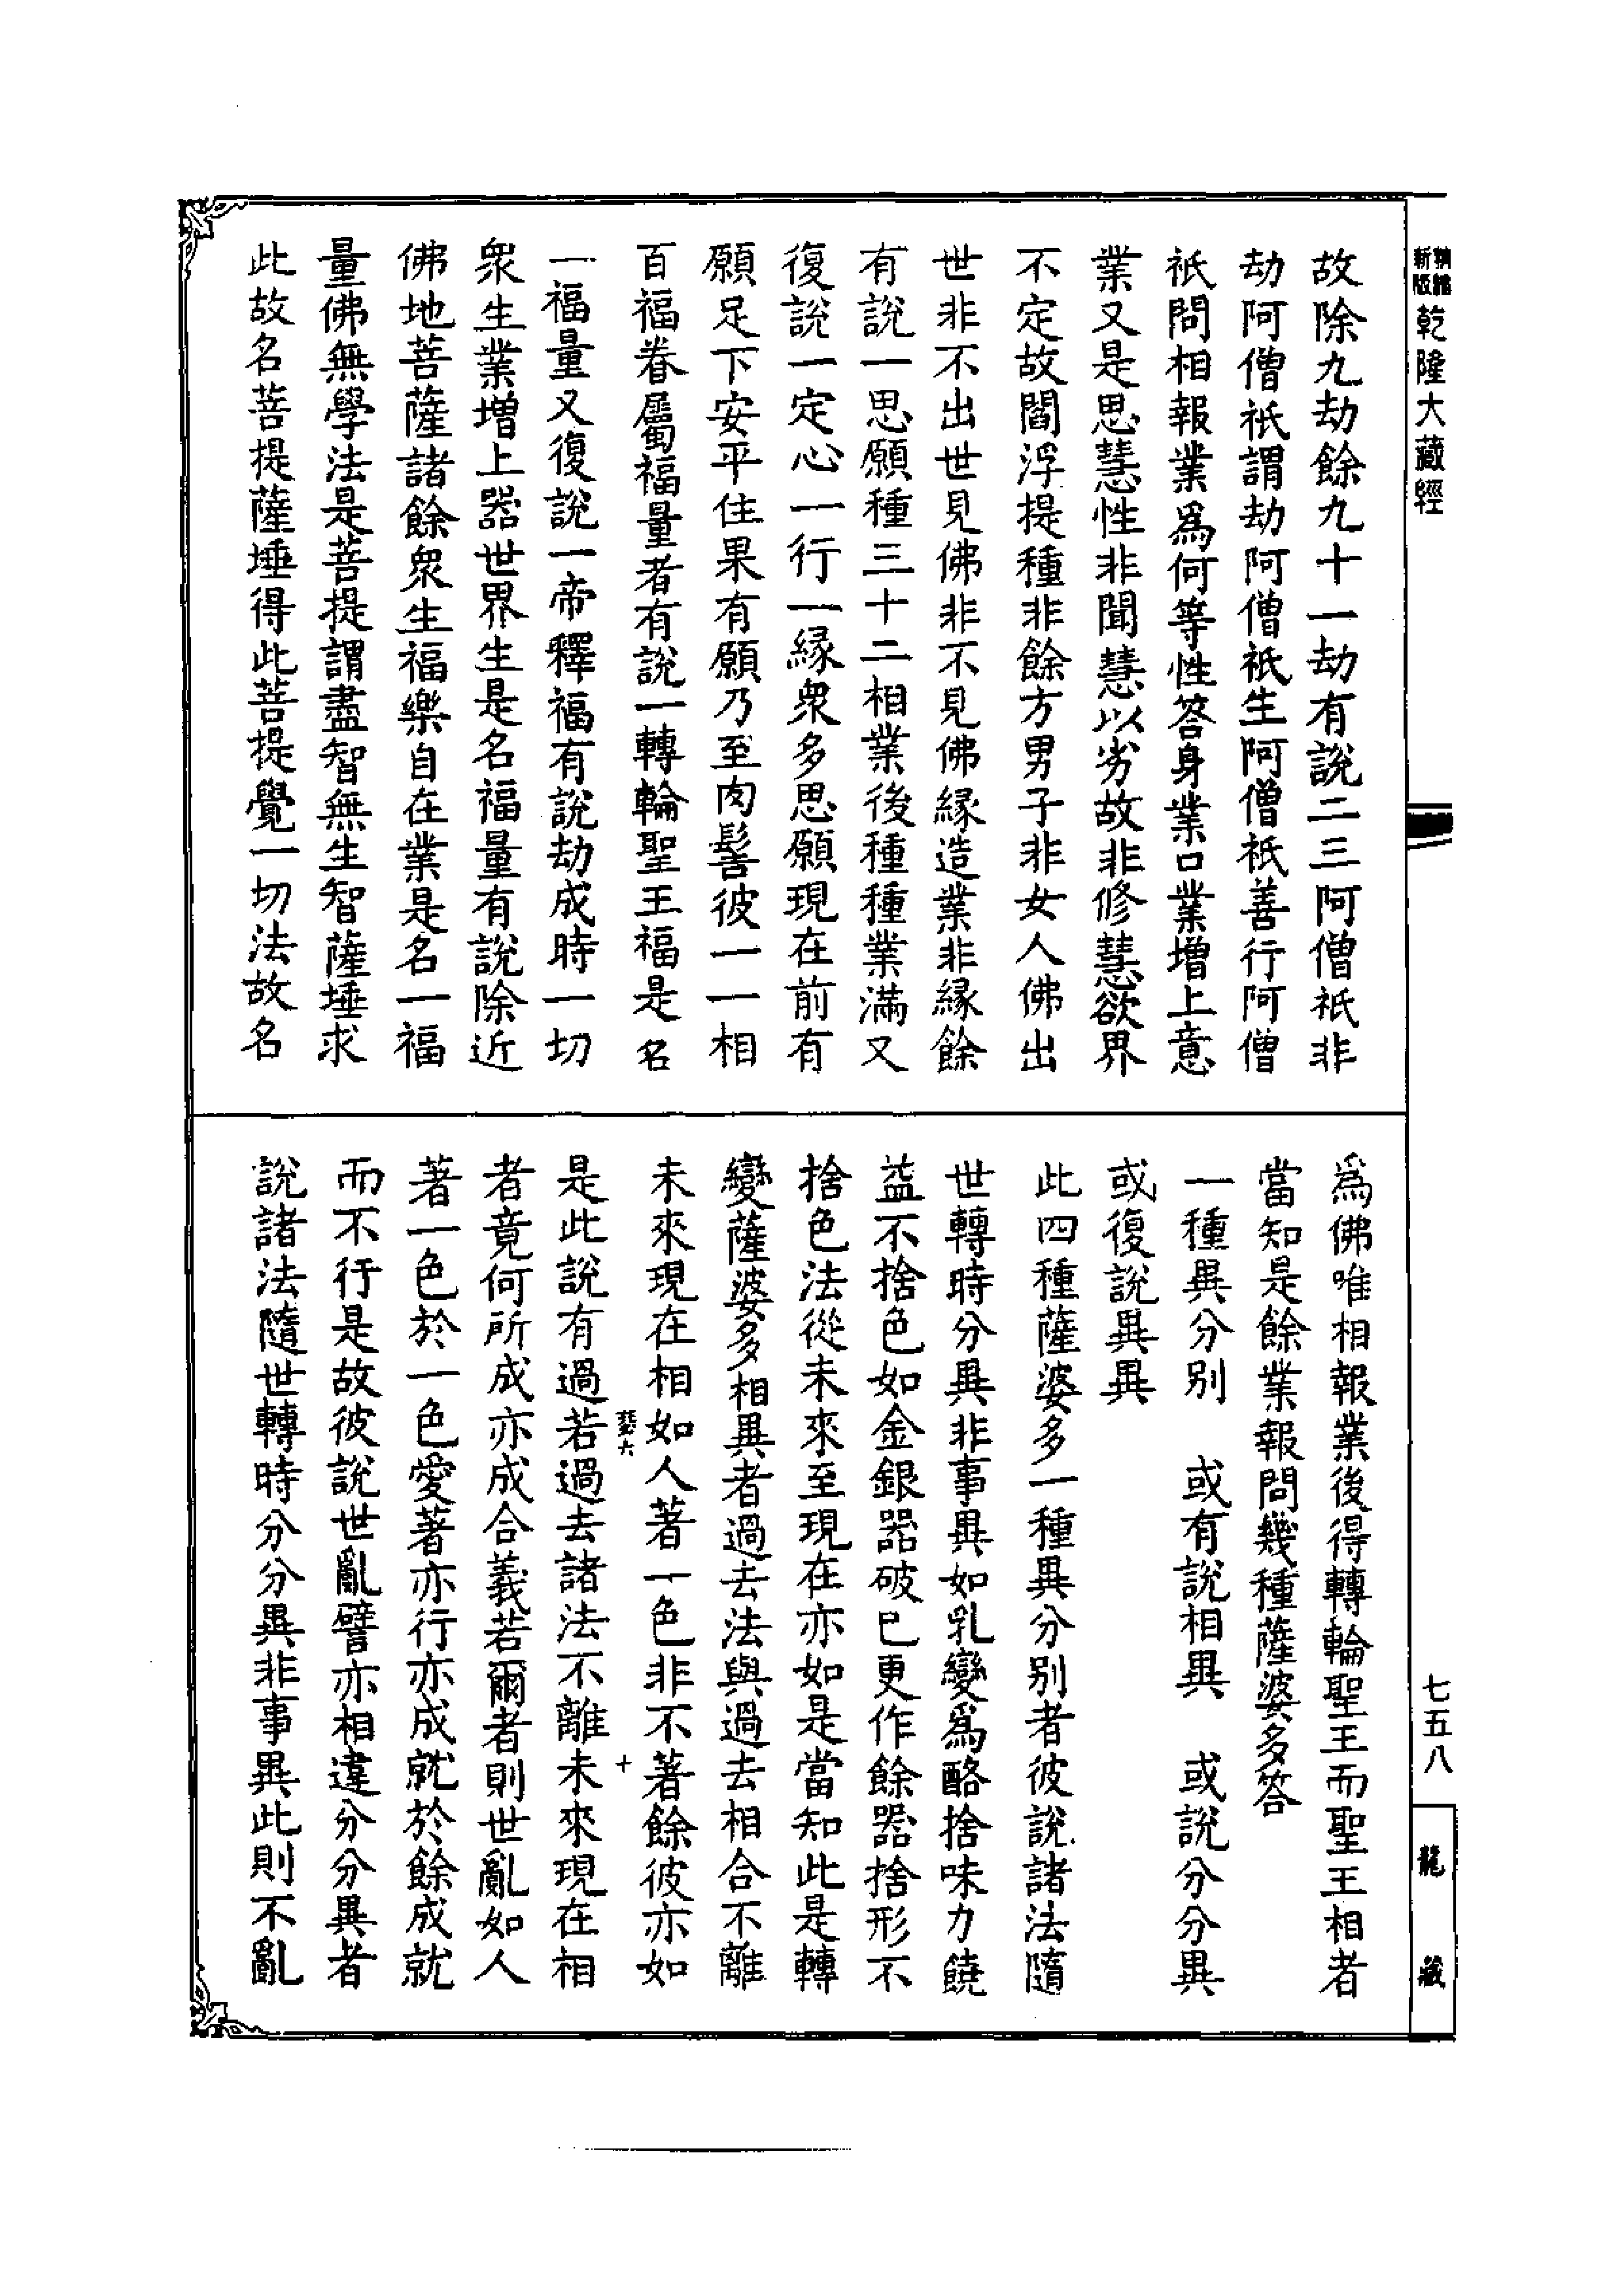 新版
精縮
乾隆大藏經
故除九劫餘九十一劫有說二三阿僧祇非
劫阿僧祇謂劫阿僧祇生阿僧祇善行阿僧
祇問相報業爲何等性答身業口業增上意
業又是思慧性非聞慧以劣故非修慧欲界
不定故閻浮提種非餘方男子非女人佛出
世非不出世見佛非不見佛緣造業非緣餘
有說一思願種三十二相業後種種業滿又
復說一定心一行一緣衆多思願現在前有
願足下安平住果有願乃至肉髻彼一一相
百福眷屬福量者有說一轉輪聖王福是名
一福量又復說一帝釋福有說劫成時一切
衆生業增上器世界生是名福量有說除近
佛地菩薩諸餘衆生福樂自在業是名一福
量佛無學法是菩提謂盡智無生智薩埵求
此故名菩提薩埵得此菩提覺一切法故名
爲佛唯相報業後得轉輪聖王而聖王相者
當知是餘業報問幾種薩婆多答
一種異分别　或有說相異　或說分分異
或復說異異
此四種薩婆多一種異分别者彼說諸法隨
世轉時分異非事異如乳變爲酪捨味力饒
益不捨色如金銀器破已更作餘器捨形不
捨色法從未來至現在亦如是當知此是轉
變薩婆多相異者過去法與過去相合不離
未來現在相如人著一色非不著餘彼亦如
是此說有過若過去諸法不離未來現在相
者竟何所成亦成合義若爾者則世亂如人
著一色於一色愛著亦行亦成就於餘成就
而不行是故彼說世亂譬亦相違分分異者
說諸法隨世轉時分分異非事異此則不亂
六
十
七五八
龍藏